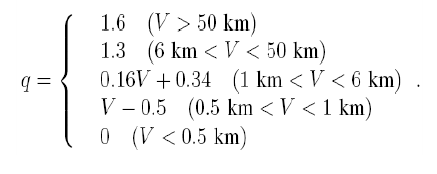 1.6 (V > 50 km)
1.3 (6 km < V < 50 km)
q = { 0.16V + 0.34 (1 km < V < 6 km) .
V − 0.5 (0.5 km < V < 1 km)
0 (V < 0.5 km)